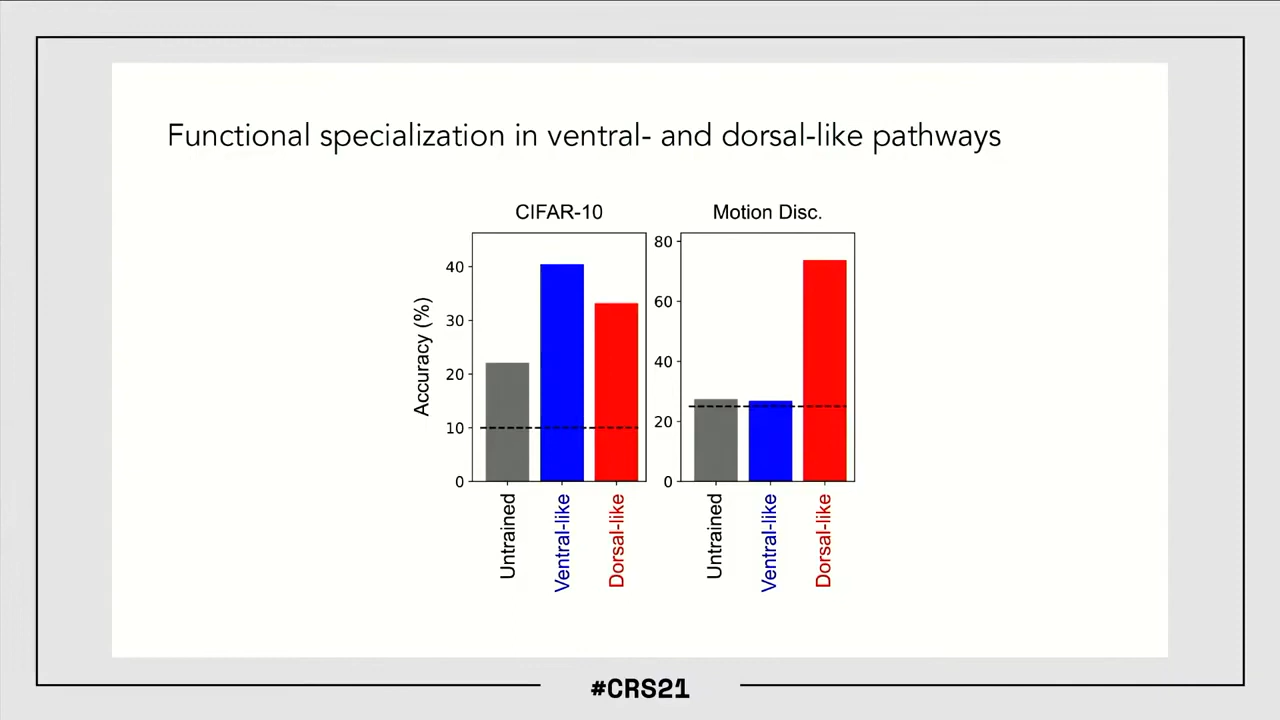 Functional specialization in ventral- and dorsal-like pathways
CIFAR-10
Motion Disc.
Accuracy (%)
40
30
20
10
0
80
60
40
20
0
Untrained
Ventral-like
Dorsal-like
Untrained
Ventral-like
Dorsal-like
#CRS21